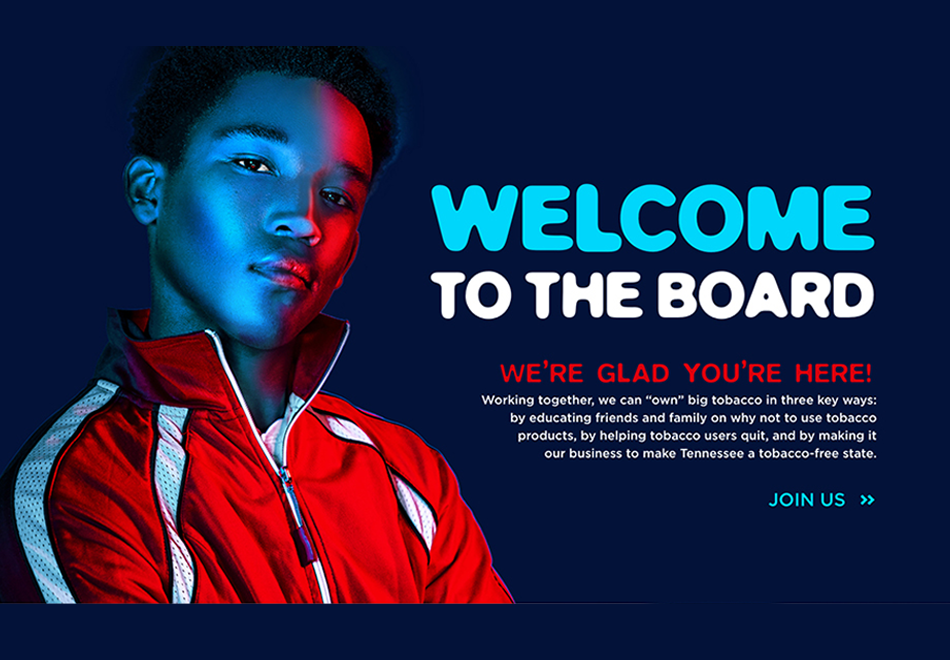 WELCOME
TO THE BOARD
WE'RE GLAD YOU'RE HERE!
Working together, we can “own” big tobacco in three key ways:
by educating friends and family on why not to use tobacco
products, by helping tobacco users quit, and by making it
our business to make Tennessee a tobacco-free state.
JOIN US »